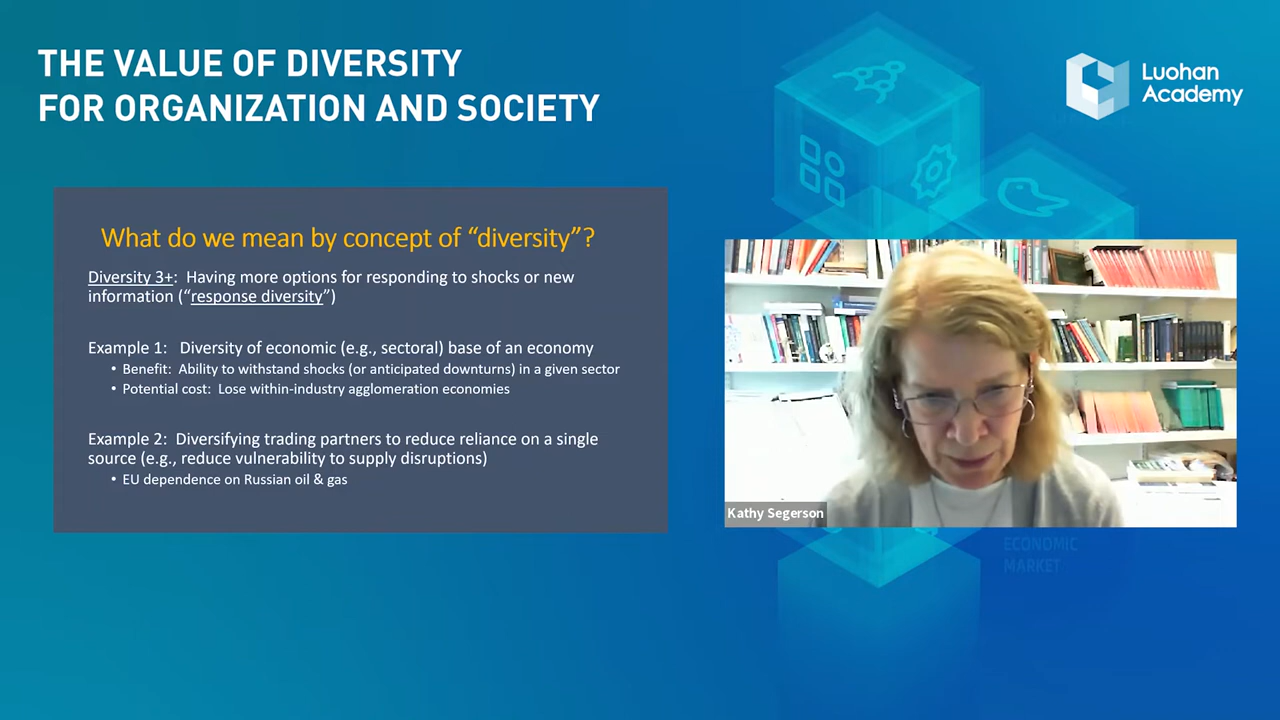 THE VALUE OF DIVERSITY
FOR ORGANIZATION AND SOCIETY
Luohan
Academy
What do we mean by concept of “diversity”?
Diversity 3+: Having more options for responding to shocks or new
information (“response diversity”)
Example 1: Diversity of economic (e.g., sectoral) base of an economy
• Benefit: Ability to withstand shocks (or anticipated downturns) in a given sector
• Potential cost: Lose within-industry agglomeration economies
Example 2: Diversifying trading partners to reduce reliance on a single
source (e.g., reduce vulnerability to supply disruptions)
• EU dependence on Russian oil & gas
Kathy Segerson
ECONOMIC
MARKET